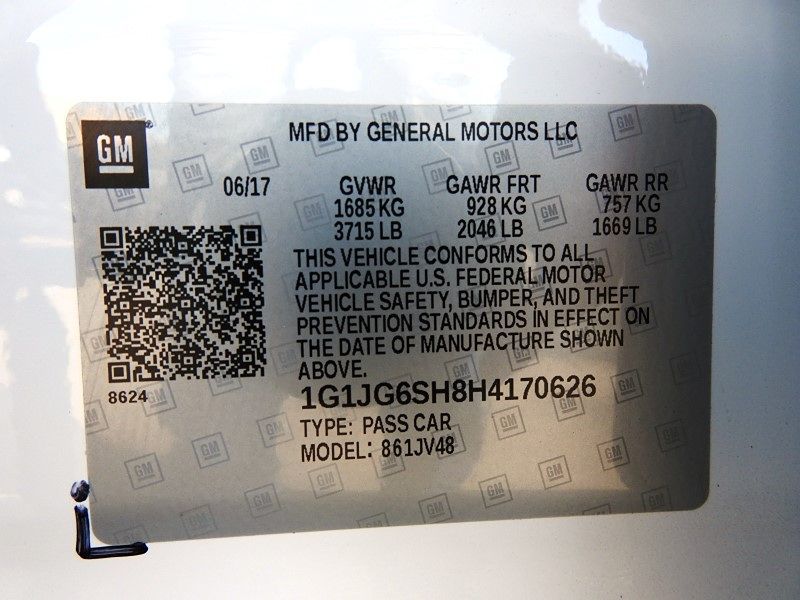 GM
MFD BY GENERAL MOTORS LLC
06/17 GVWR GAWR FRT GAWR RR
1685 KG 928 KG 757 KG
3715 LB 2046 LB 1669 LB
THIS VEHICLE CONFORMS TO ALL
APPLICABLE U.S. FEDERAL MOTOR
VEHICLE SAFETY, BUMPER, AND THEFT
PREVENTION STANDARDS IN EFFECT ON
THE DATE OF MANUFACTURE SHOWN
ABOVE.
8624
1G1JG6SH8H4170626
TYPE: PASS CAR
MODEL: 861JV48